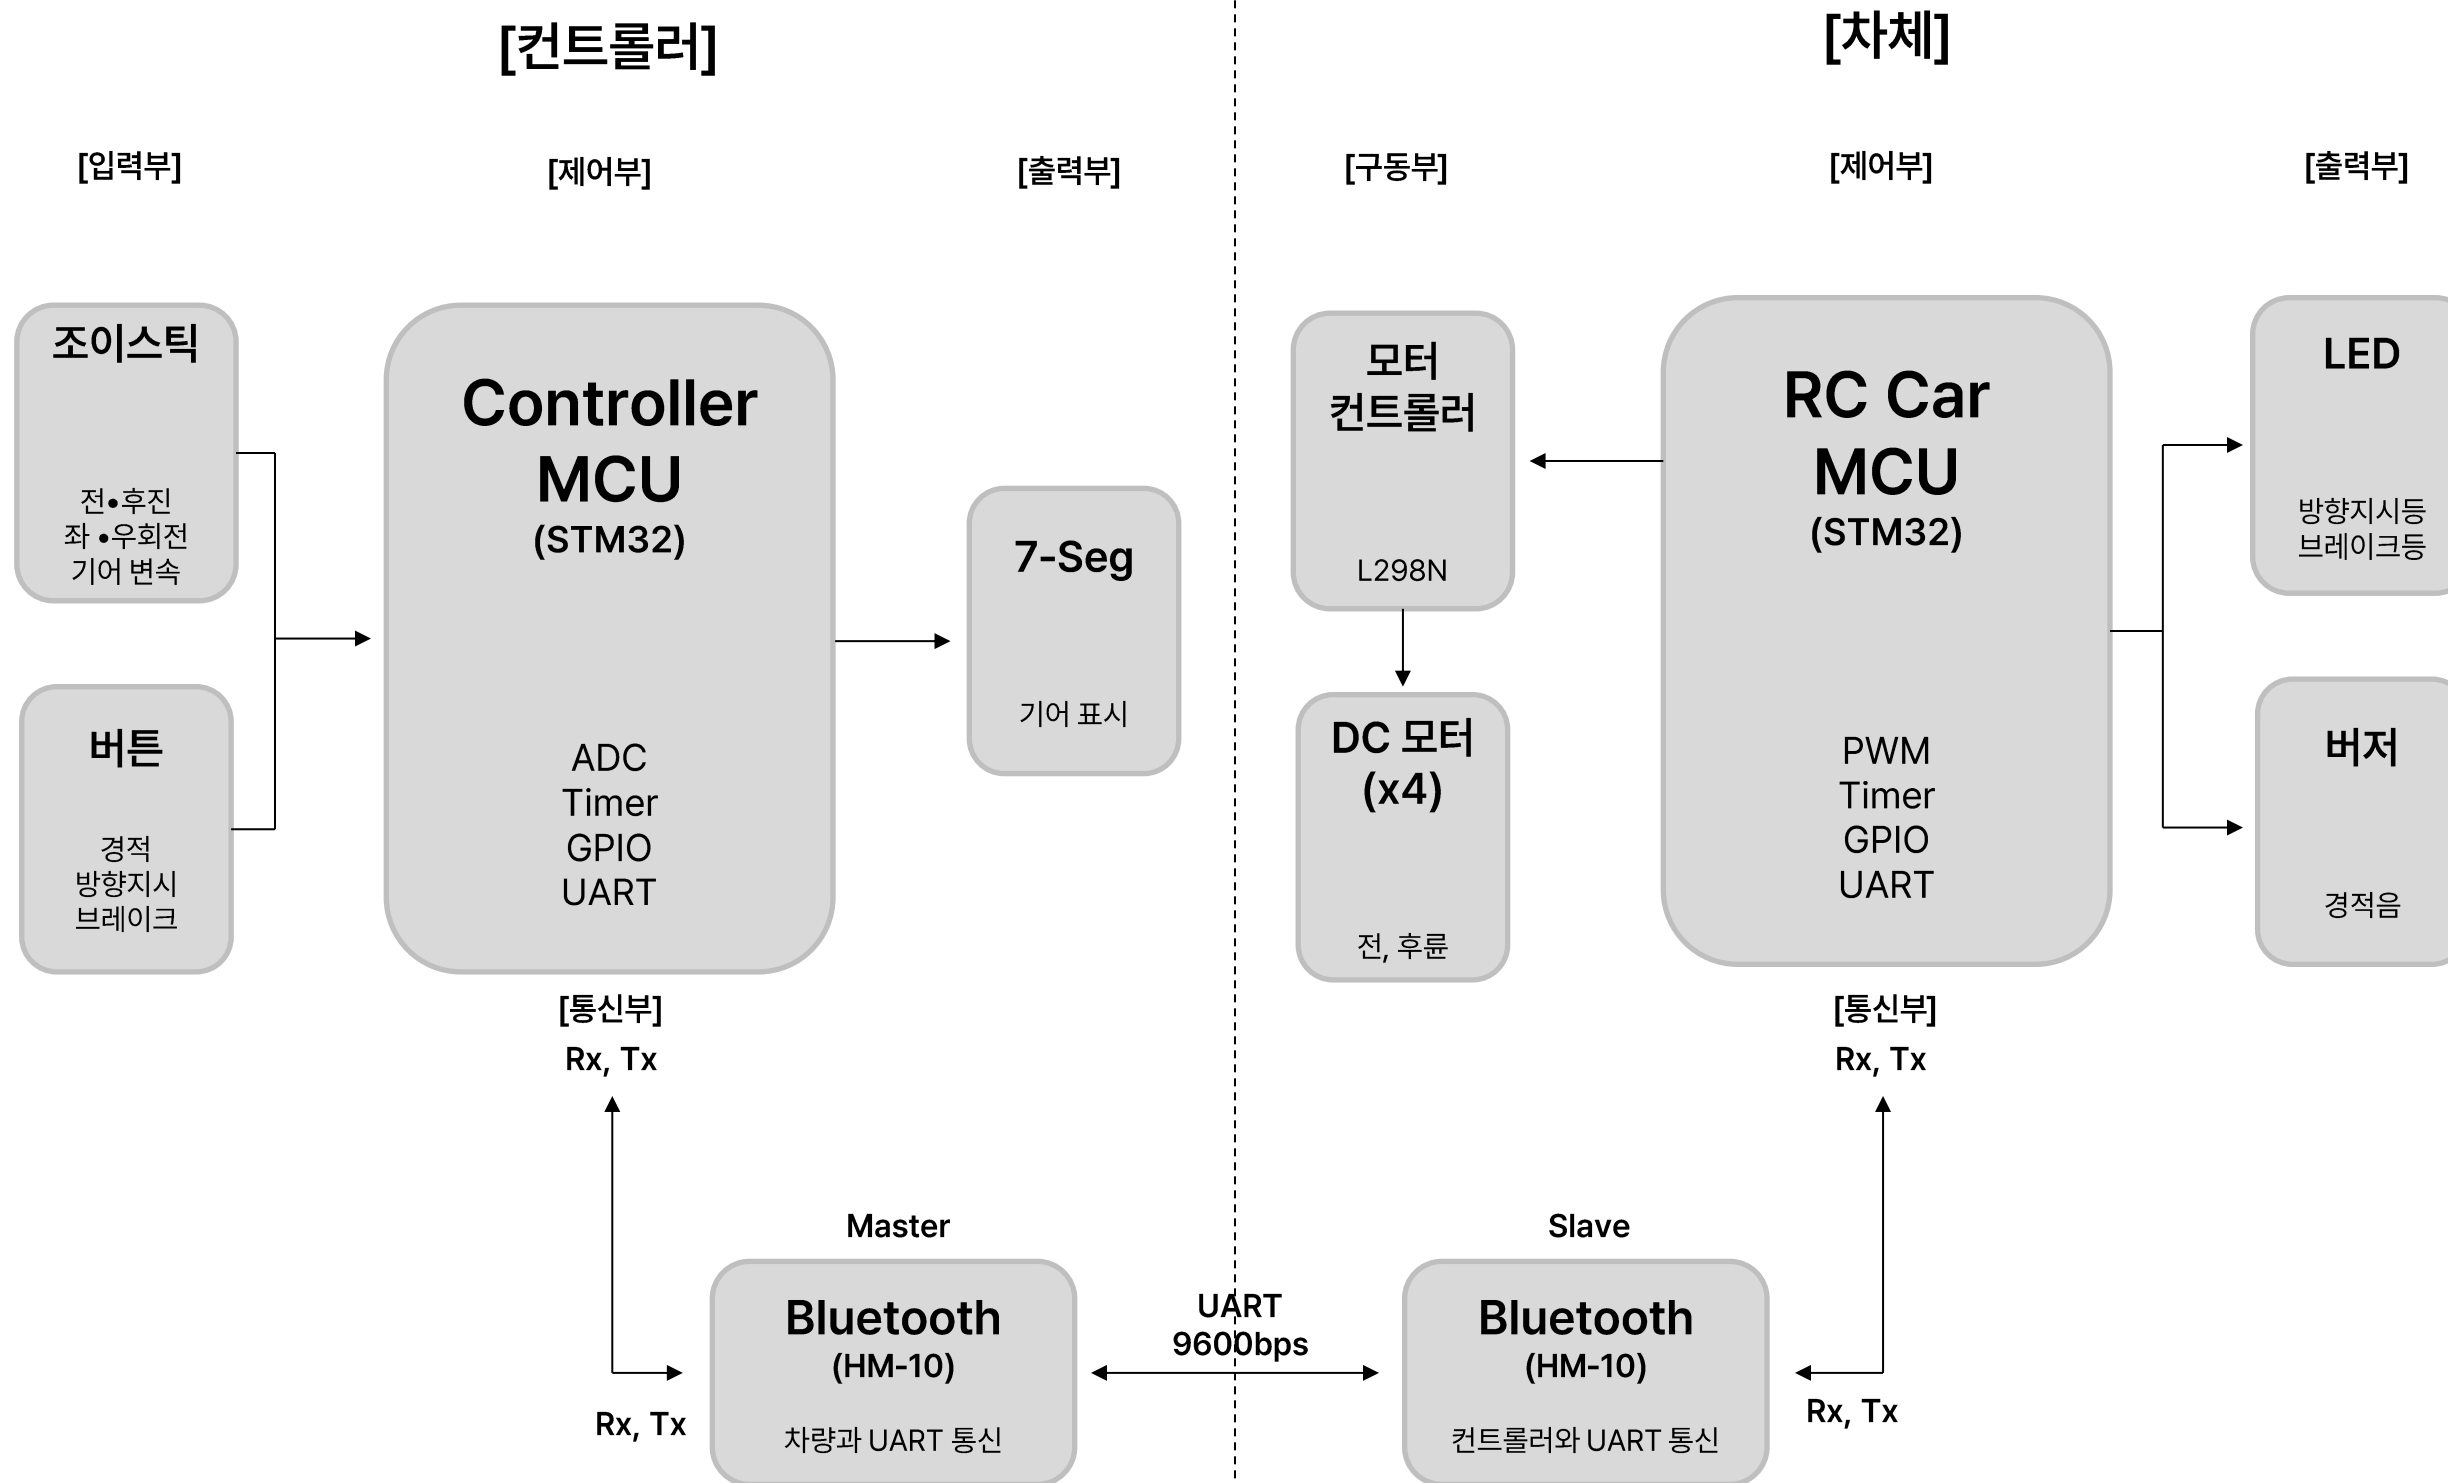 [컨트롤러]
[입력부]
[제어부]
[출력부]
조이스틱
전•후진
좌 •우회전
기어 변속
버튼
경적
방향지시
브레이크
Controller
MCU
(STM32)
ADC
Timer
GPIO
UART
7-Seg
기어 표시
[통신부]
Rx, Tx
Rx, Tx
Master
Bluetooth
(HM-10)
차량과 UART 통신
UART
9600bps
[차체]
[구동부]
[제어부]
[출력부]
모터
컨트롤러
L298N
DC 모터
(x4)
전, 후륜
RC Car
MCU
(STM32)
PWM
Timer
GPIO
UART
LED
방향지시등
브레이크등
버저
경적음
[통신부]
Rx, Tx
Slave
Bluetooth
(HM-10)
컨트롤러와 UART 통신
Rx, Tx